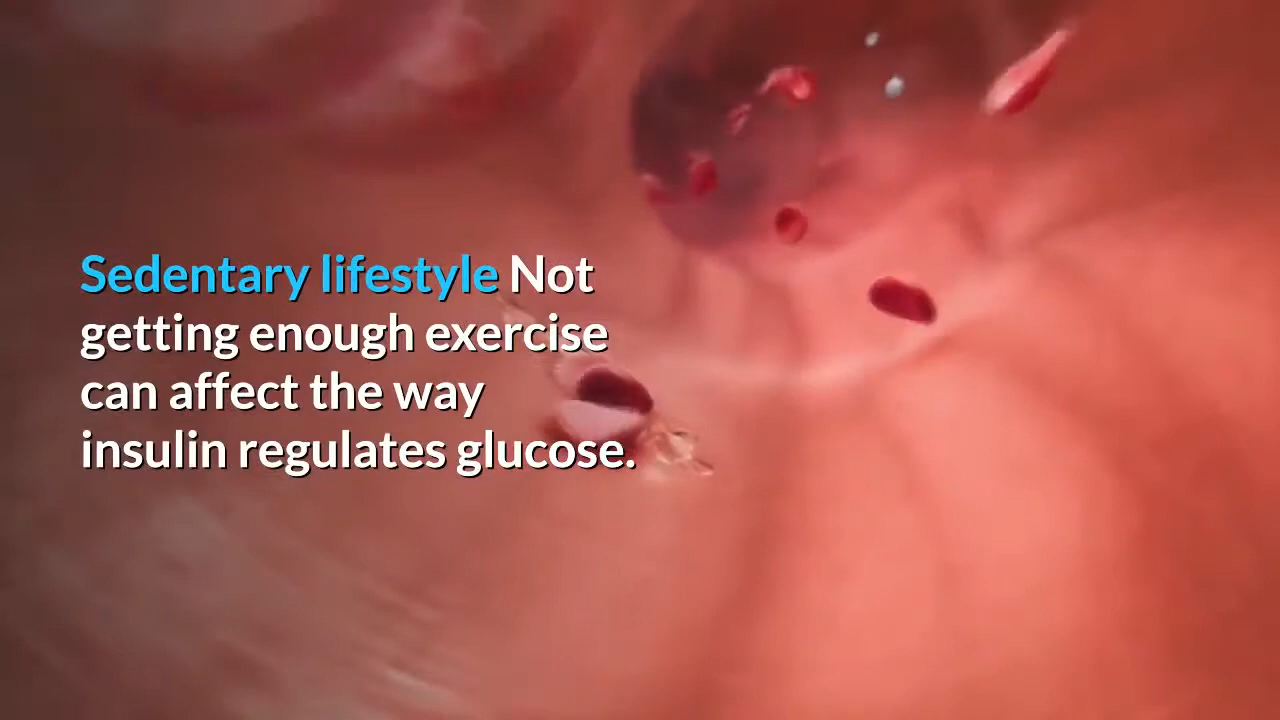 Sedentary lifestyle Not
getting enough exercise
can affect the way
insulin regulates glucose.